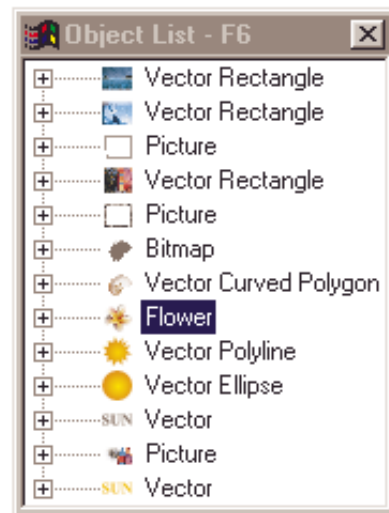 Object List - F6
Vector Rectangle
Vector Rectangle
Picture
Vector Rectangle
Picture
Bitmap
Vector Curved Polygon
Flower
Vector Polyline
Vector Ellipse
SUN Vector
Picture
SUN Vector